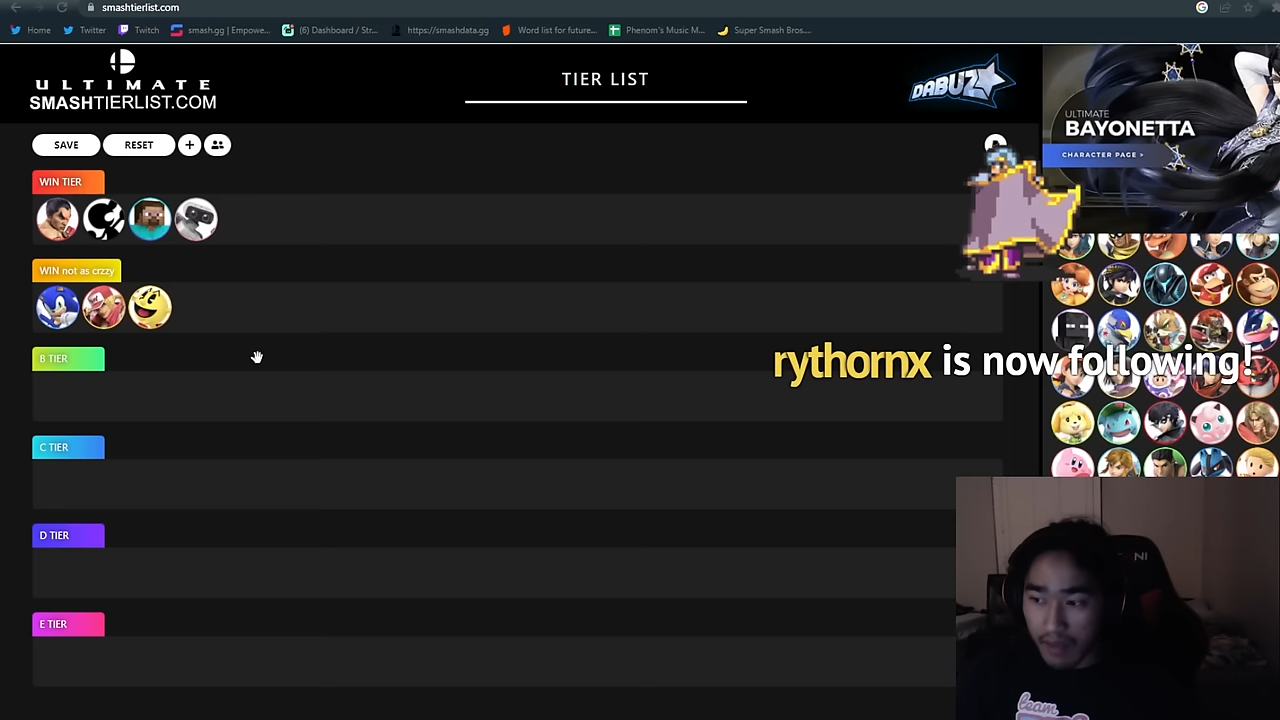 smashtierlist.com
Home
Twitter
Twitch
smash.gg | Empowe...
(6) Dashboard / Str...
https://smashdata.gg
Word list for future...
Phenom's Music M...
Super Smash Bros....
ULTIMATE
SMASHTIERLIST.COM
TIER LIST
DABUZ
ULTIMATE
BAYONETTA
CHARACTER PAGE >
SAVE
RESET
WIN TIER
WIN not as crzzy
B TIER
rythornx is now following!
C TIER
D TIER
E TIER
team